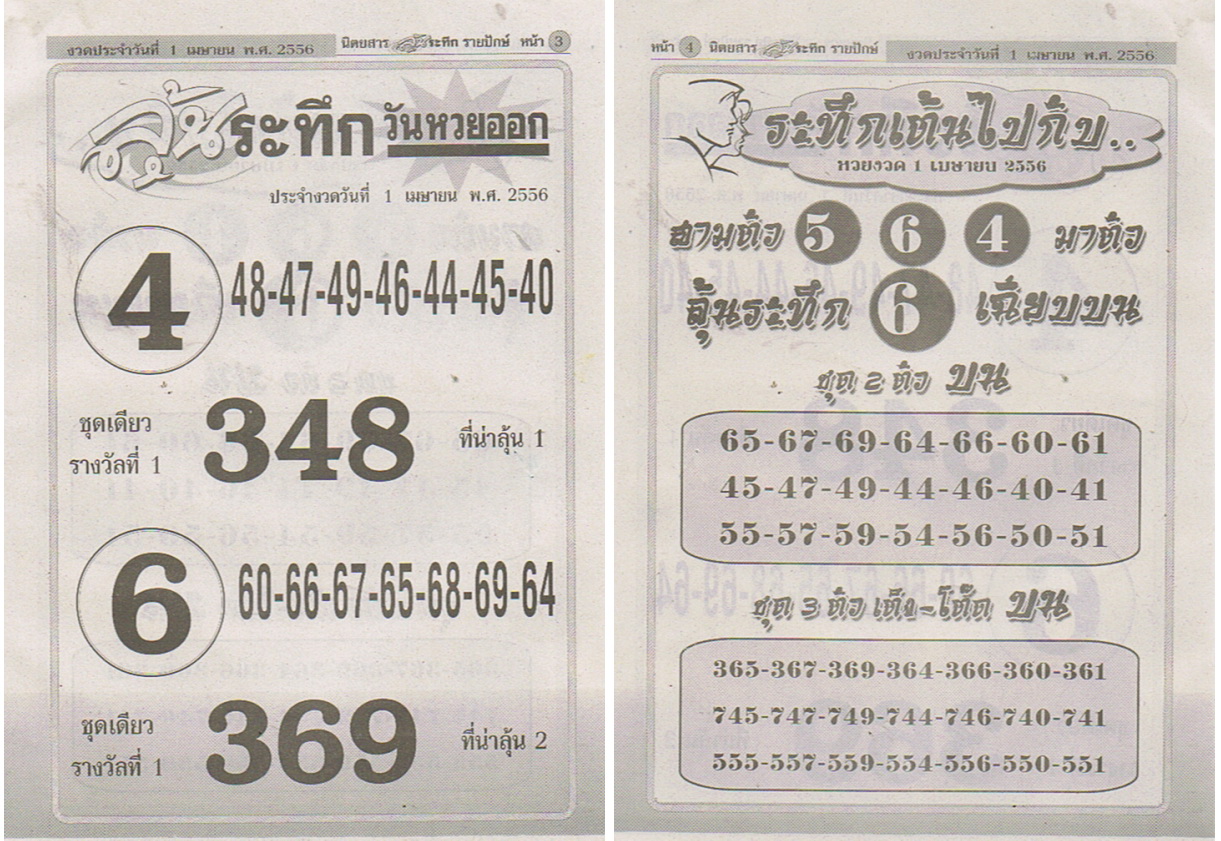 งวดประจำวันที่ 1 เมษายน พ.ศ. 2556 นิตยสาร ลุ้นระทึก รายปักษ์ หน้า 3
ลุ้นระทึก วันหวยออก
ประจำงวดวันที่ 1 เมษายน พ.ศ. 2556
4 48-47-49-46-44-45-40
ชุดเดียว
รางวัลที่ 1 348 ที่น่าลุ้น 1
6 60-66-67-65-68-69-64
ชุดเดียว
รางวัลที่ 1 369 ที่น่าลุ้น 2
หน้า 4 นิตยสาร ลุ้นระทึก รายปักษ์ งวดประจำวันที่ 1 เมษายน พ.ศ. 2556
ระทึกเต้นไปกับ..
หวยงวด 1 เมษายน 2556
สามตัว 5 6 4 มาตัว
ลุ้นระทึก 6 เฉียบบน
ชุด 2 ตัว บน
65-67-69-64-66-60-61
45-47-49-44-46-40-41
55-57-59-54-56-50-51
ชุด 3 ตัว เต็ง-โต๊ด บน
365-367-369-364-366-360-361
745-747-749-744-746-740-741
555-557-559-554-556-550-551